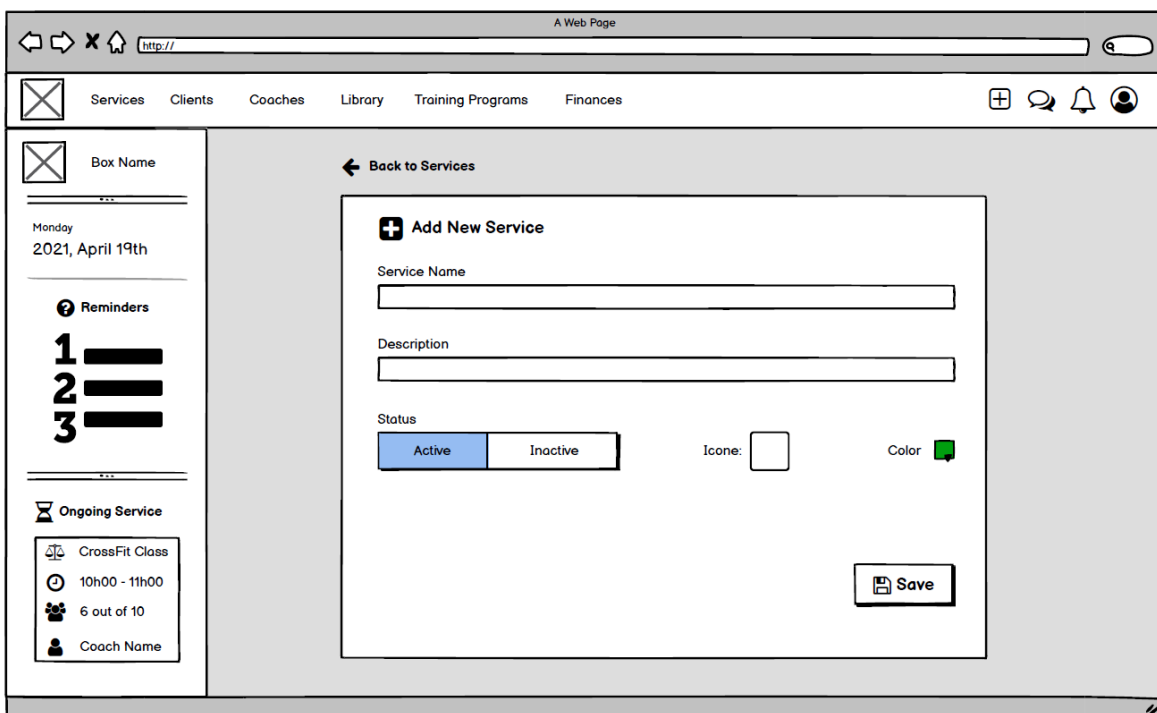 A Web Page
http://
Services Clients Coaches Library Training Programs Finances
Box Name
Monday
2021, April 19th
Reminders
1
2
3
Ongoing Service
CrossFit Class
10h00 - 11h00
6 out of 10
Coach Name
Back to Services
Add New Service
Service Name
Description
Status
Active Inactive Icone: Color
Save